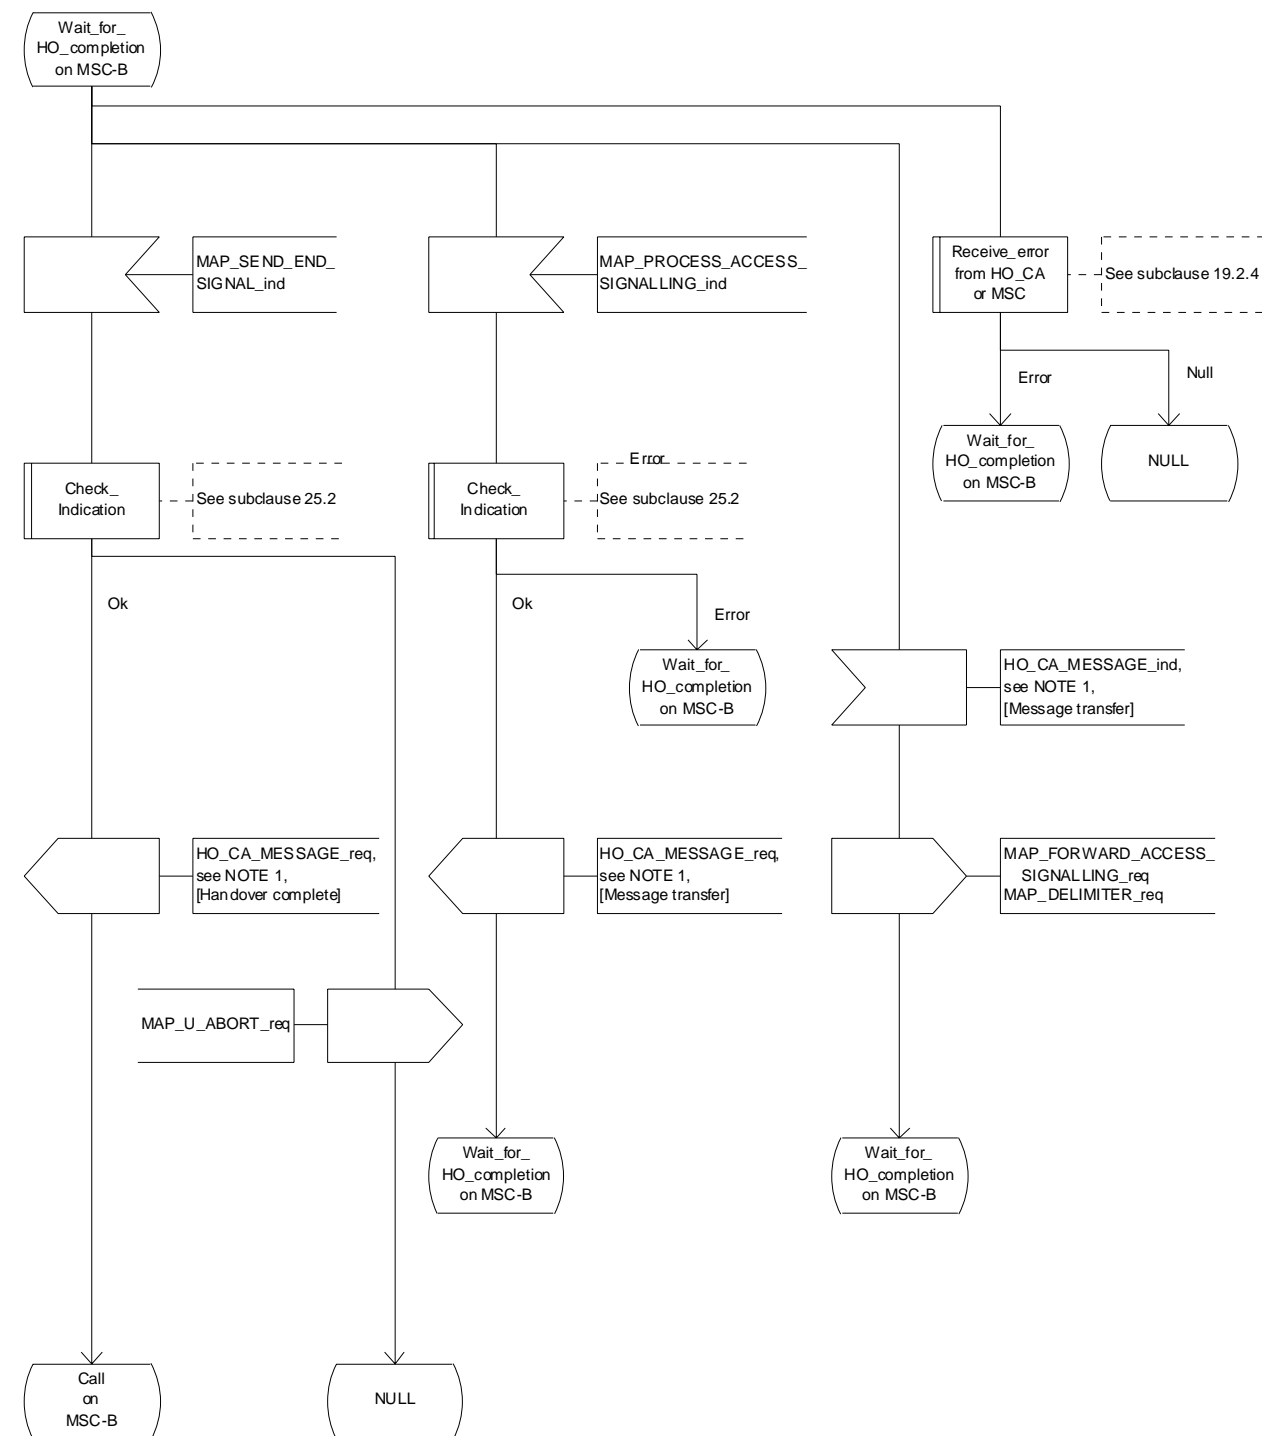 Wait_for_
HO_completion
on MSC-B
MAP_SEND_END_
SIGNAL_ind
MAP_PROCESS_ACCESS_
SIGNALLING_ind
Receive_error
from HO_CA
or MSC
See subclause 19.2.4
Error
Null
Wait_for_
HO_completion
on MSC-B
NULL
Check_
Indication
See subclause 25.2
Error
Check_
Indication
See subclause 25.2
Ok
Ok
Error
Wait_for_
HO_completion
on MSC-B
HO_CA_MESSAGE_ind,
see NOTE 1,
[Message transfer]
HO_CA_MESSAGE_req,
see NOTE 1,
[Handover complete]
HO_CA_MESSAGE_req,
see NOTE 1,
[Message transfer]
MAP_FORWARD_ACCESS_
SIGNALLING_req
MAP_DELIMITER_req
MAP_U_ABORT_req
Wait_for_
HO_completion
on MSC-B
Wait_for_
HO_completion
on MSC-B
Call
on
MSC-B
NULL